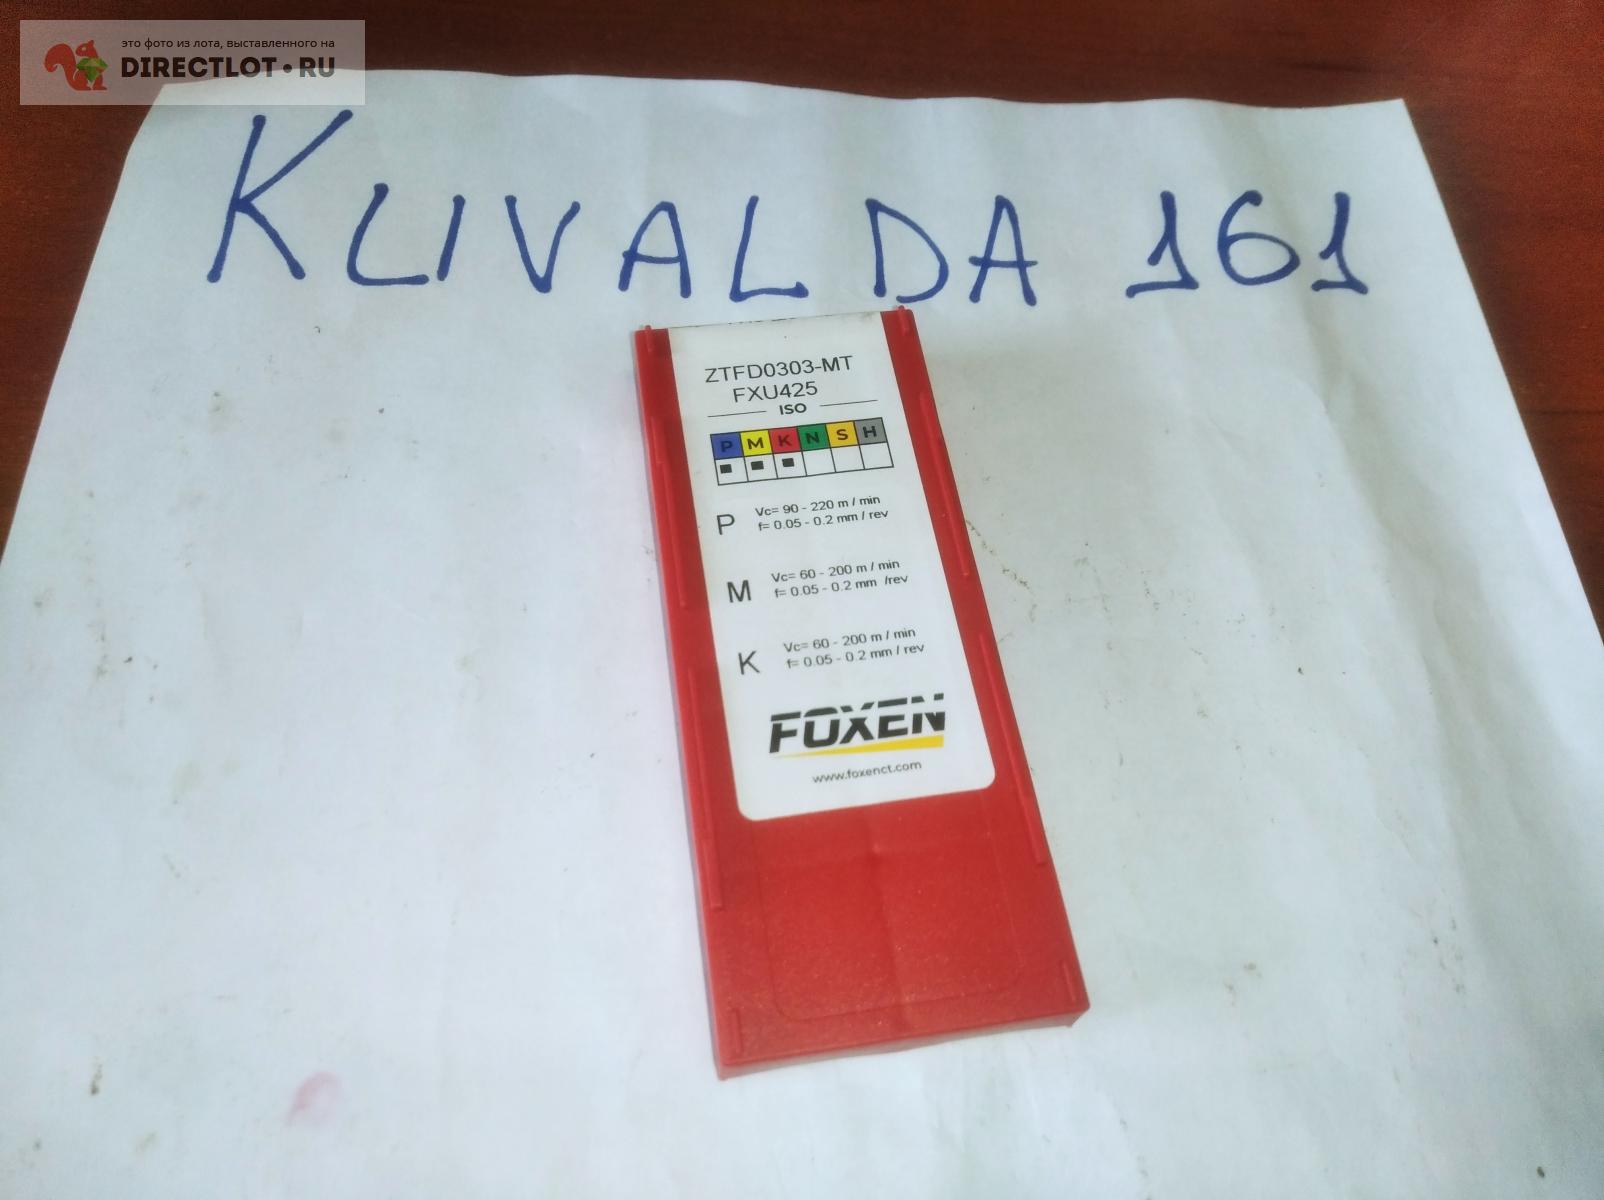 это фото из лота, выставленного на
DIRECTLOT•RU
KLIVALDA 161
ZTFD0303-MT
FXU425
ISO
P M K N S H
P Vc= 90 - 220 m / min
f= 0.05 - 0.2 mm / rev
M Vc= 60 - 200 m / min
f= 0.05 - 0.2 mm /rev
K Vc= 60 - 200 m / min
f= 0.05 - 0.2 mm / rev
FOXEN
www.foxenct.com